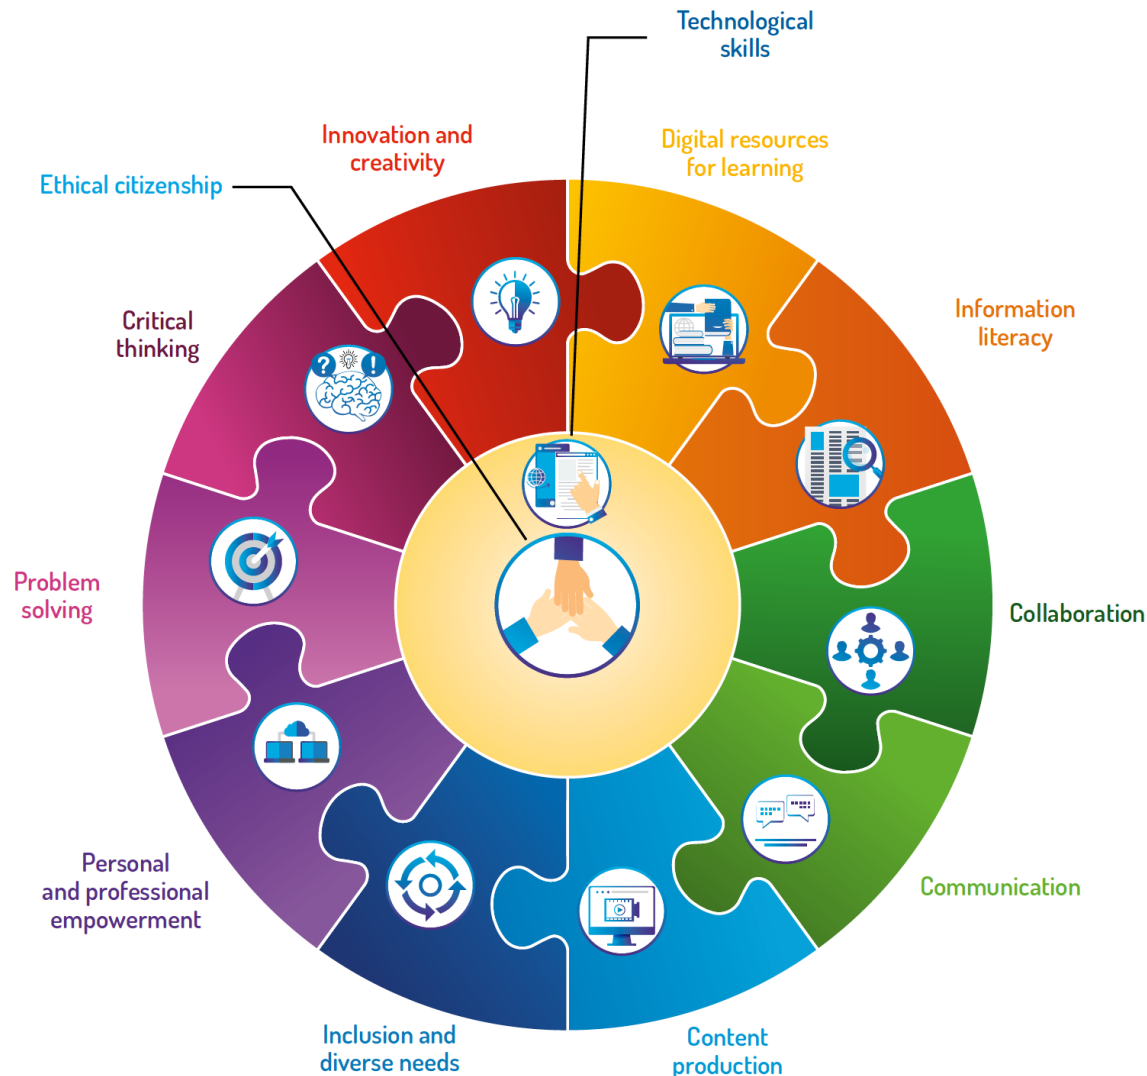 Technological
skills
Innovation and
creativity
Digital resources
for learning
Ethical citizenship
Critical
thinking
Information
literacy
?
!
Problem
solving
Collaboration
Personal
and professional
empowerment
Communication
Inclusion and
diverse needs
Content
production